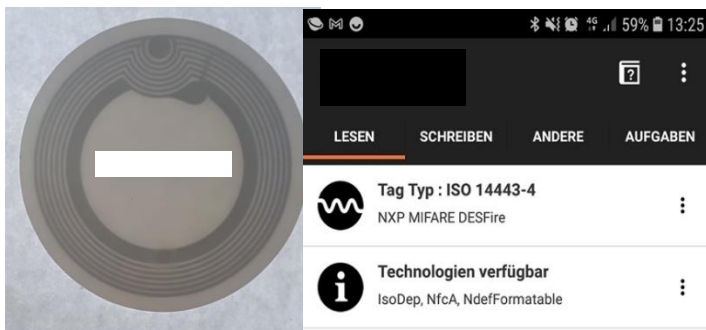 4G 59% 13:25
LESEN SCHREIBEN ANDERE AUFGABEN
Tag Typ : ISO 14443-4
NXP MIFARE DESFire
Technologien verfügbar
IsoDep, NfcA, NdefFormatable